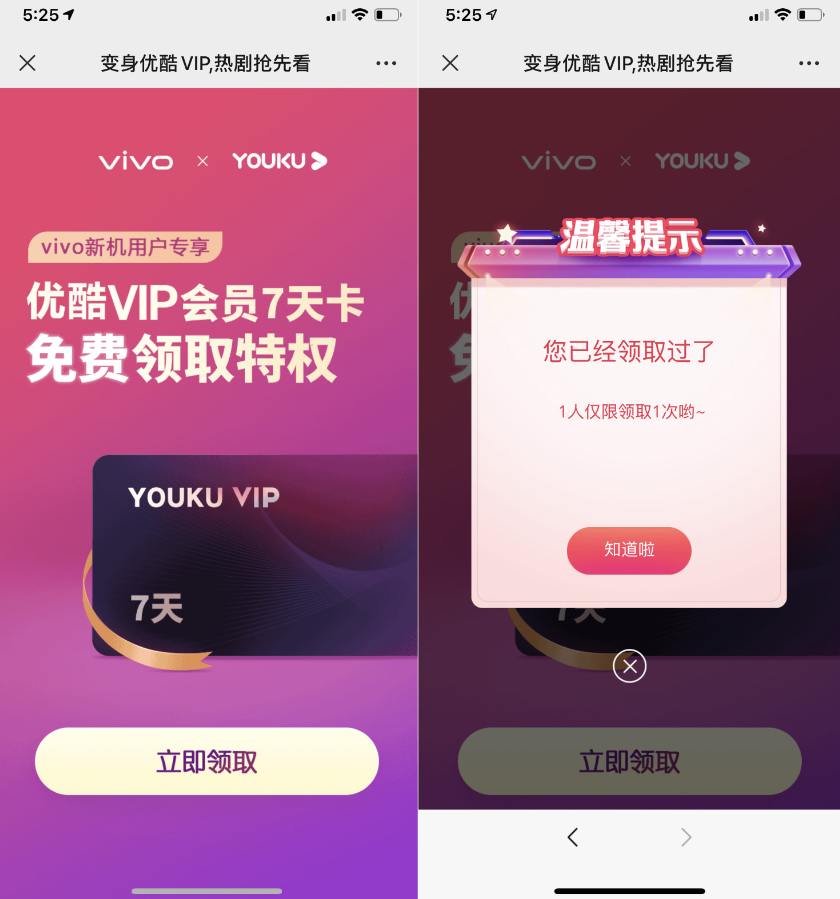 5:25
变身优酷VIP,热剧抢先看
vivo × YOUKU
vivo新机用户专享
优酷VIP会员7天卡
免费领取特权
YOUKU VIP
7天
立即领取
5:25
变身优酷VIP,热剧抢先看
vivo × YOUKU
温馨提示
您已经领取过了
1人仅限领取1次哟~
知道啦
7天
立即领取